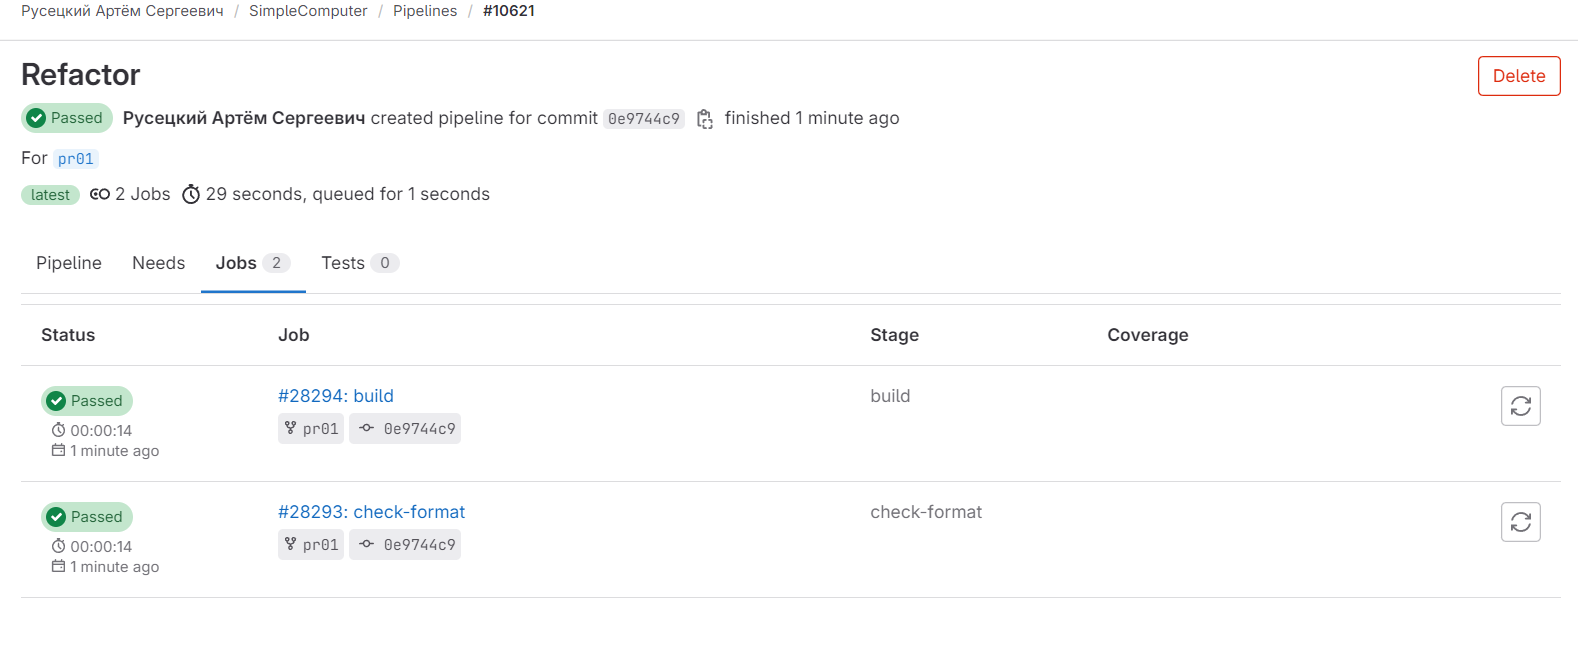 Русецкий Артём Сергеевич / SimpleComputer / Pipelines / #10621
Refactor
Delete
Passed Русецкий Артём Сергеевич created pipeline for commit 0e9744c9 finished 1 minute ago
For pr01
latest 2 Jobs 29 seconds, queued for 1 seconds
Pipeline Needs Jobs 2 Tests 0
Status Job Stage Coverage
Passed #28294: build build
00:00:14 pr01 0e9744c9
1 minute ago
Passed #28293: check-format check-format
00:00:14 pr01 0e9744c9
1 minute ago